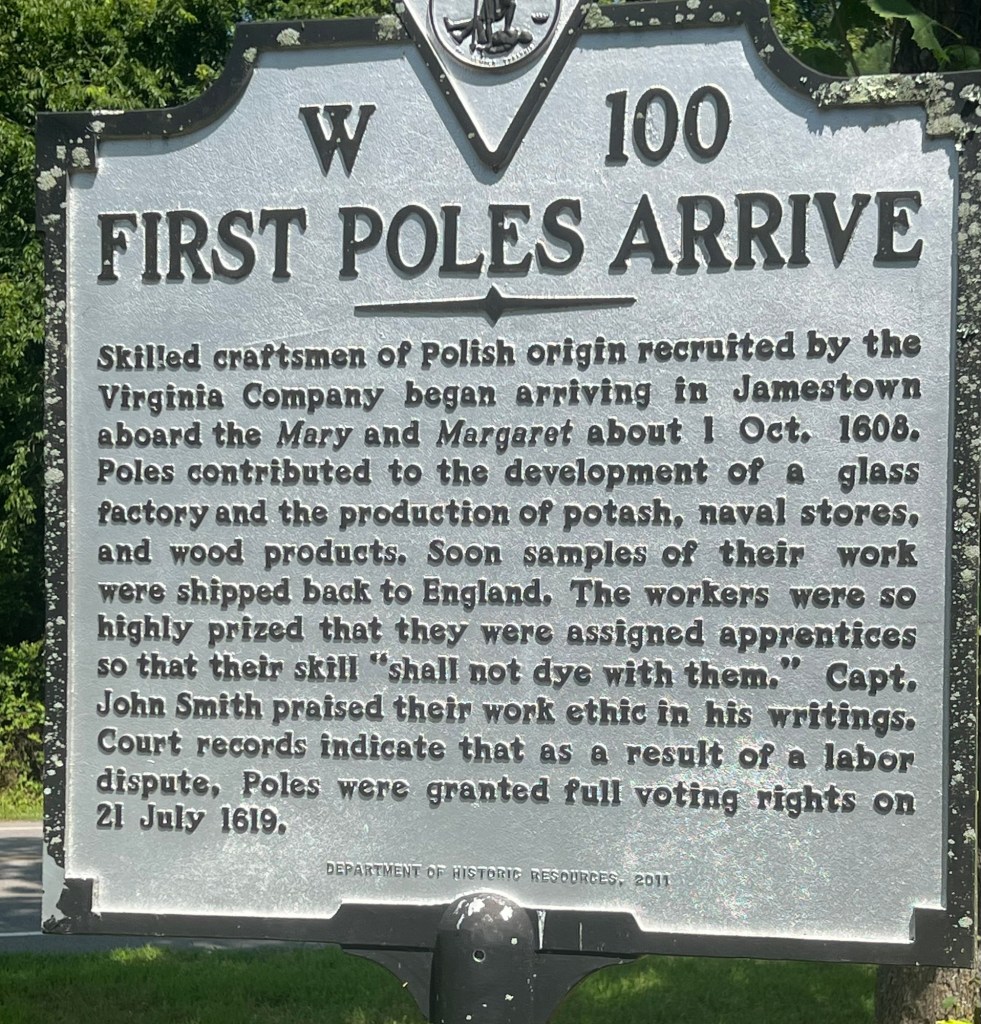 W 100
FIRST POLES ARRIVE
Skilled craftsmen of Polish origin recruited by the
Virginia Company began arriving in Jamestown
aboard the Mary and Margaret about 1 Oct. 1608.
Poles contributed to the development of a glass
factory and the production of potash, naval stores,
and wood products. Soon samples of their work
were shipped back to England. The workers were so
highly prized that they were assigned apprentices
so that their skill "shall not dye with them." Capt.
John Smith praised their work ethic in his writings.
Court records indicate that as a result of a labor
dispute, Poles were granted full voting rights on
21 July 1619.
DEPARTMENT OF HISTORIC RESOURCES, 2011